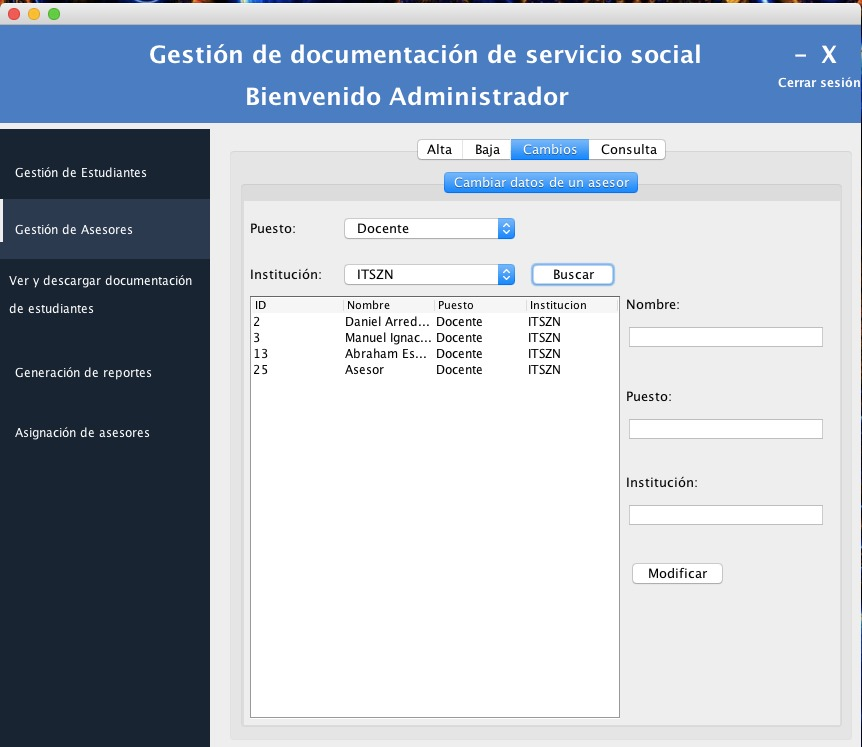 Gestión de documentación de servicio social
Bienvenido Administrador
– X
Cerrar sesión
Gestión de Estudiantes
Gestión de Asesores
Ver y descargar documentación
de estudiantes
Generación de reportes
Asignación de asesores
Alta Baja Cambios Consulta
Cambiar datos de un asesor
Puesto: Docente
Institución: ITSZN Buscar
ID Nombre Puesto Institucion
2 Daniel Arred... Docente ITSZN
3 Manuel Ignac... Docente ITSZN
13 Abraham Es... Docente ITSZN
25 Asesor Docente ITSZN
Nombre:
Puesto:
Institución:
Modificar